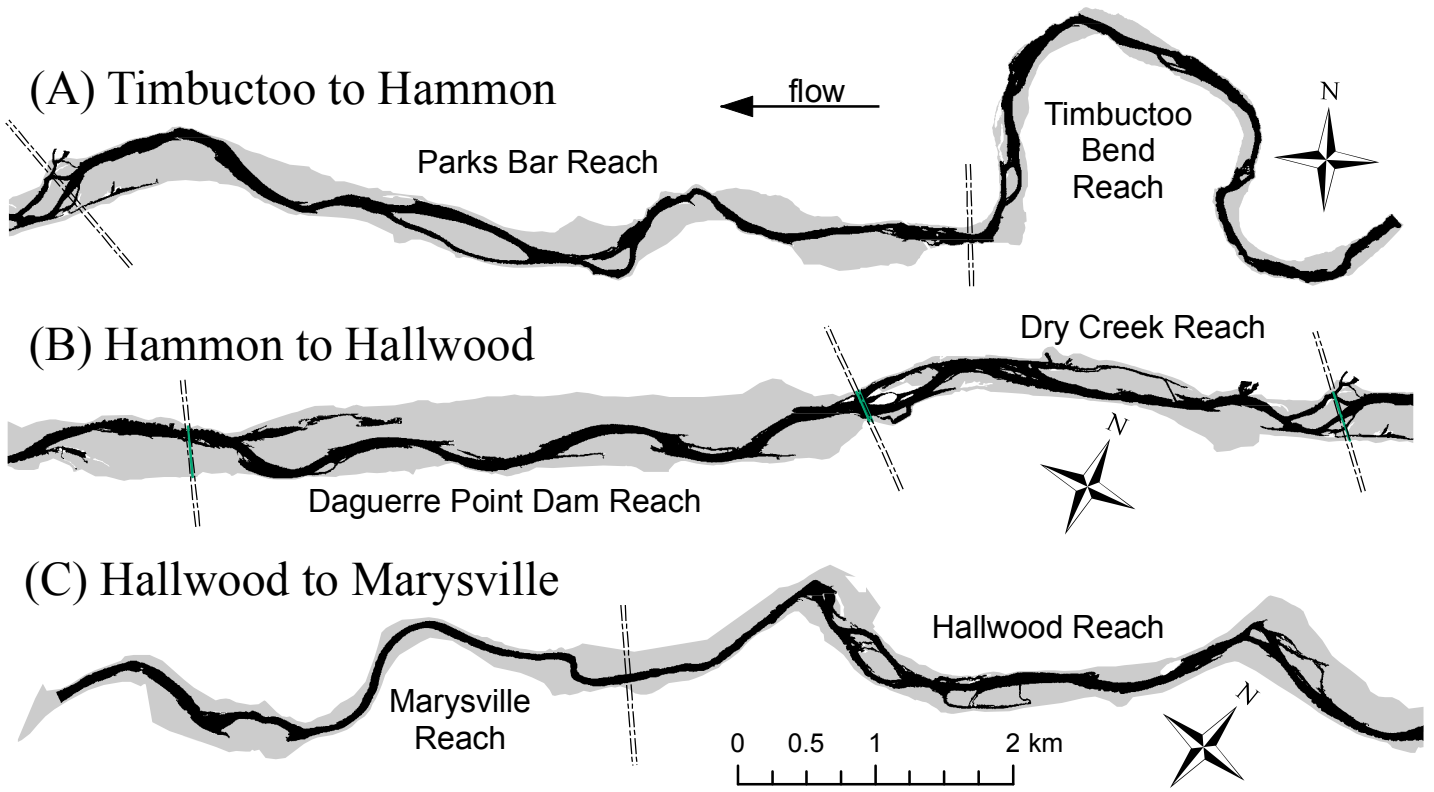 (A) Timbuctoo to Hammon
flow
Timbuctoo
Bend
Reach
N
Parks Bar Reach
(B) Hammon to Hallwood
Dry Creek Reach
N
Daguerre Point Dam Reach
(C) Hallwood to Marysville
Hallwood Reach
N
Marysville
Reach
0 0.5 1 2 km